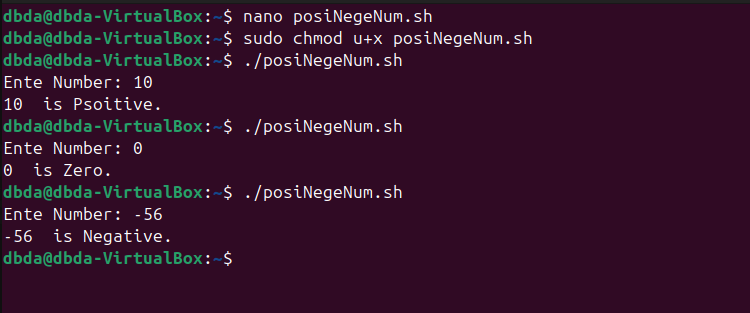 dbda@dbda-VirtualBox:~$ nano posiNegeNum.sh
dbda@dbda-VirtualBox:~$ sudo chmod u+x posiNegeNum.sh
dbda@dbda-VirtualBox:~$ ./posiNegeNum.sh
Ente Number: 10
10  is Psoitive.
dbda@dbda-VirtualBox:~$ ./posiNegeNum.sh
Ente Number: 0
0  is Zero.
dbda@dbda-VirtualBox:~$ ./posiNegeNum.sh
Ente Number: -56
-56  is Negative.
dbda@dbda-VirtualBox:~$